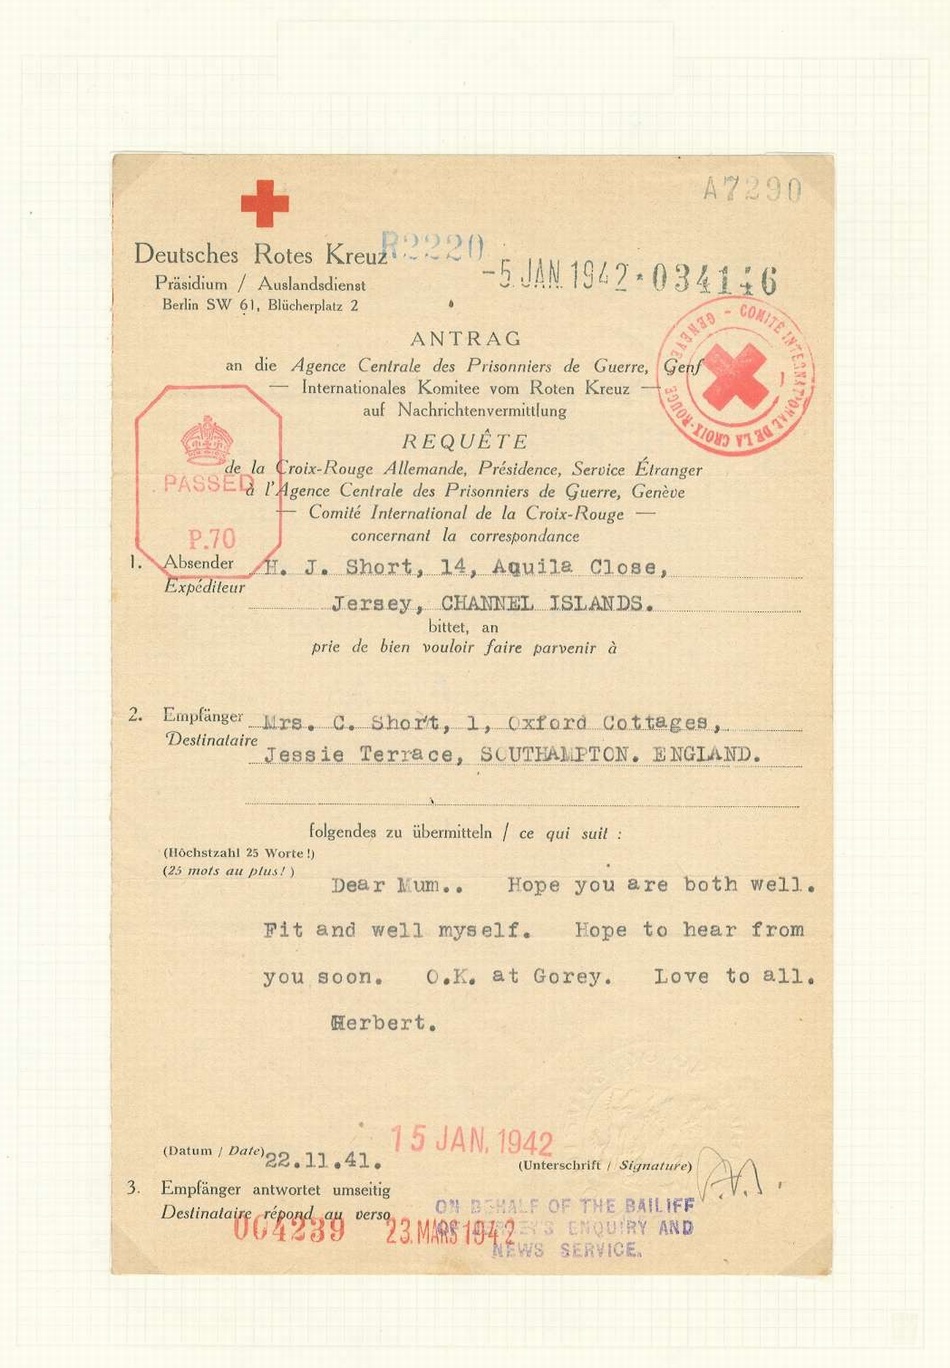 A7290
Deutsches Rotes Kreuz
R2220
Präsidium / Auslandsdienst
-5. JAN. 1942 * 034146
Berlin SW 61, Blücherplatz 2
ANTRAG
COMITÉ INTERNATIONAL DE LA CROIX-ROUGE - GENÈVE -
an die Agence Centrale des Prisonniers de Guerre, Genf
— Internationales Komitee vom Roten Kreuz —
auf Nachrichtenvermittlung
REQUÊTE
de la Croix-Rouge Allemande, Présidence, Service Étranger
PASSED
à l'Agence Centrale des Prisonniers de Guerre, Genève
— Comité International de la Croix-Rouge —
P.70
concernant la correspondance
1. Absender H. J. Short, 14, Aquila Close,
Expéditeur
Jersey, CHANNEL ISLANDS.
bittet, an
prie de bien vouloir faire parvenir à
2. Empfänger Mrs. C. Short, 1, Oxford Cottages,
Destinataire Jessie Terrace, SOUTHAMPTON. ENGLAND.
folgendes zu übermitteln / ce qui suit :
(Höchstzahl 25 Worte!)
(25 mots au plus!)
Dear Mum.. Hope you are both well.
Fit and well myself. Hope to hear from
you soon. O.K. at Gorey. Love to all.
Herbert.
15 JAN. 1942
(Datum / Date) 22.11.41.
(Unterschrift / Signature)
3. Empfänger antwortet umseitig
Destinataire répond au verso
ON BEHALF OF THE BAILIFF
OF JERSEY'S ENQUIRY AND
NEWS SERVICE.
004239 23. MARS 1942